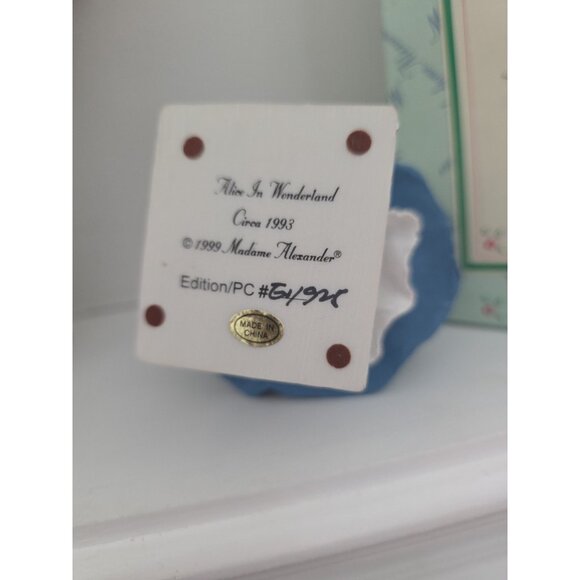 Alice In Wonderland
Circa 1993
© 1999 Madame Alexander®
Edition/PC #
MADE IN
CHINA